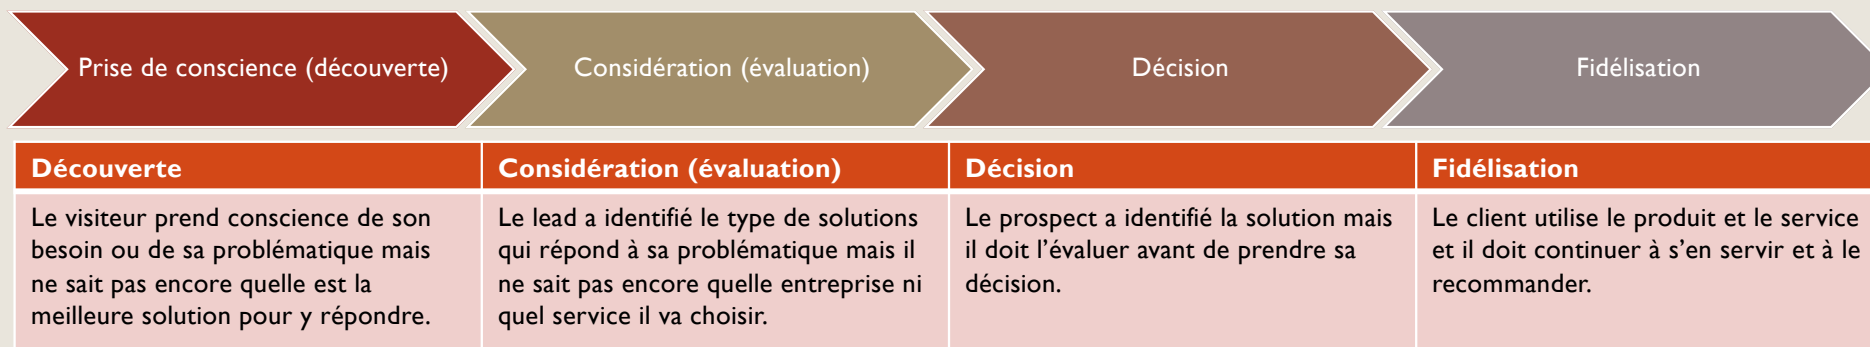 Prise de conscience (découverte)
Considération (évaluation)
Décision
Fidélisation
Découverte
Considération (évaluation)
Décision
Fidélisation
Le visiteur prend conscience de son
besoin ou de sa problématique mais
ne sait pas encore quelle est la
meilleure solution pour y répondre.
Le lead a identifié le type de solutions
qui répond à sa problématique mais il
ne sait pas encore quelle entreprise ni
quel service il va choisir.
Le prospect a identifié la solution mais
il doit l’évaluer avant de prendre sa
décision.
Le client utilise le produit et le service
et il doit continuer à s’en servir et à le
recommander.